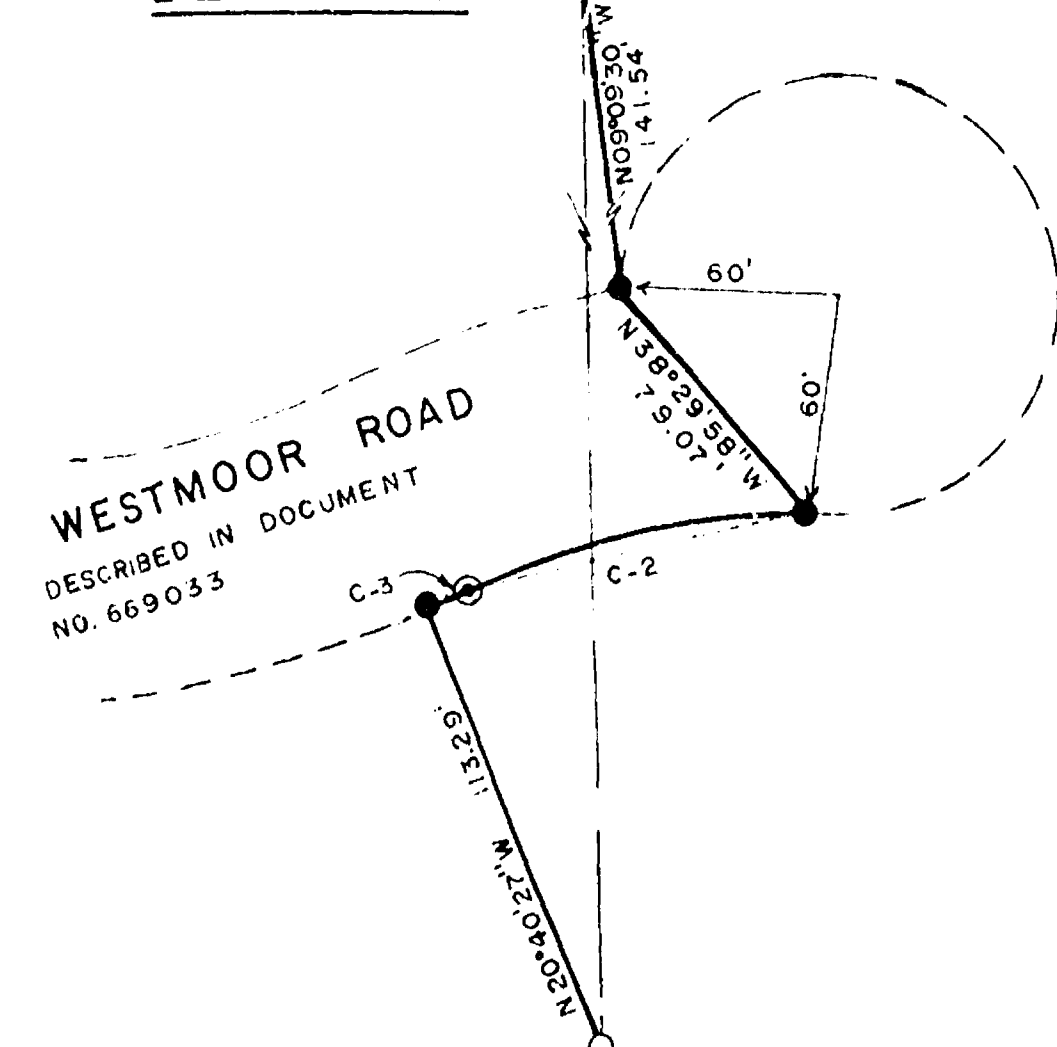 N09°09'30"W
141.54'
60'
60'
N38°29'58"W
79.07'
WESTMOOR ROAD
DESCRIBED IN DOCUMENT
NO. 669033
C-3
C-2
113.29'
N20°40'27"W